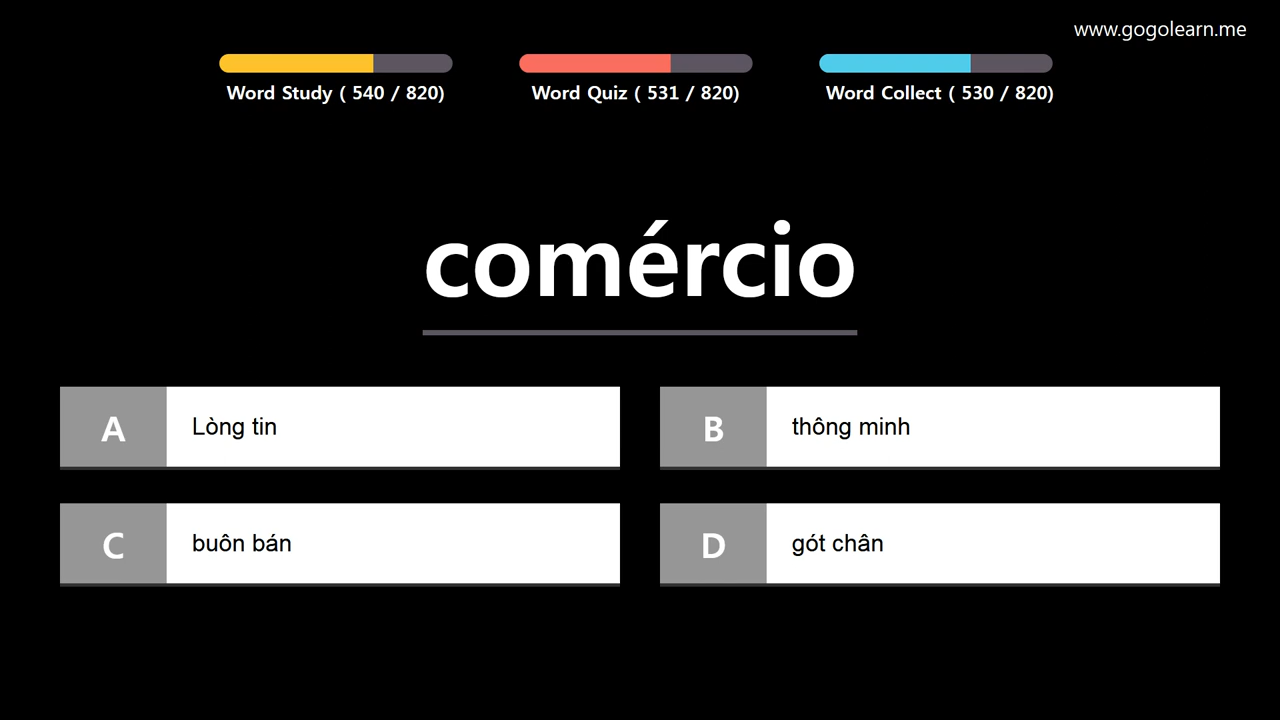 www.gogolearn.me
Word Study ( 540 / 820)
Word Quiz ( 531 / 820)
Word Collect ( 530 / 820)
comércio
A
Lòng tin
B
thông minh
C
buôn bán
D
gót chân